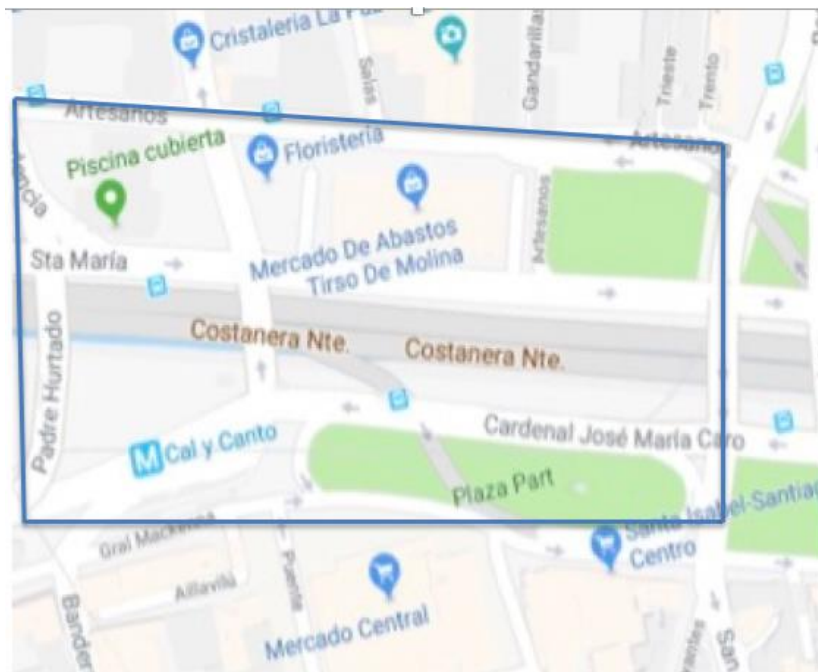 Cristalería La Paz
Salas
Gandarillas
Trieste
Trento
Artesanos
Artesanos
Floristería
Piscina cubierta
Artesanos
Mercado De Abastos
Tirso De Molina
Sta María
Costanera Nte.
Costanera Nte.
Padre Hurtado
Cardenal José María Caro
M Cal y Canto
Plaza Part
Gral Mackenna
Santa Isabel-Santiag
Centro
Aillavilú
Puente
Bander
Mercado Central
San